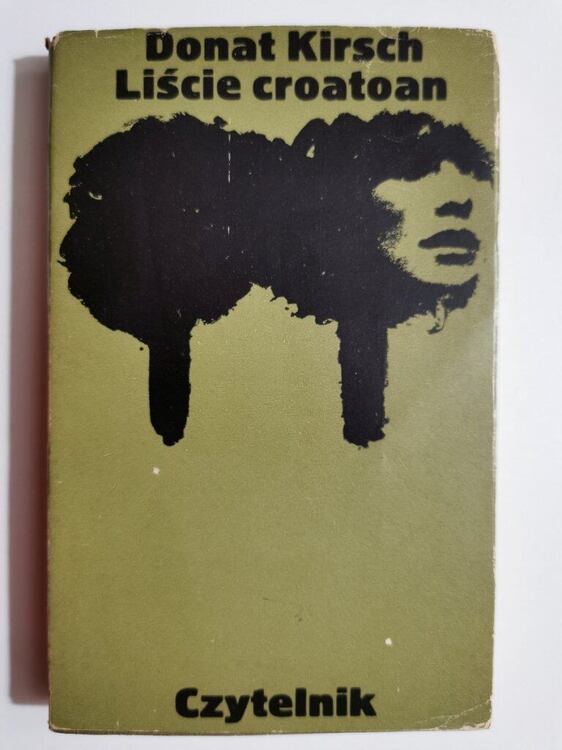 Donat Kirsch
Liście croatoan
Czytelnik